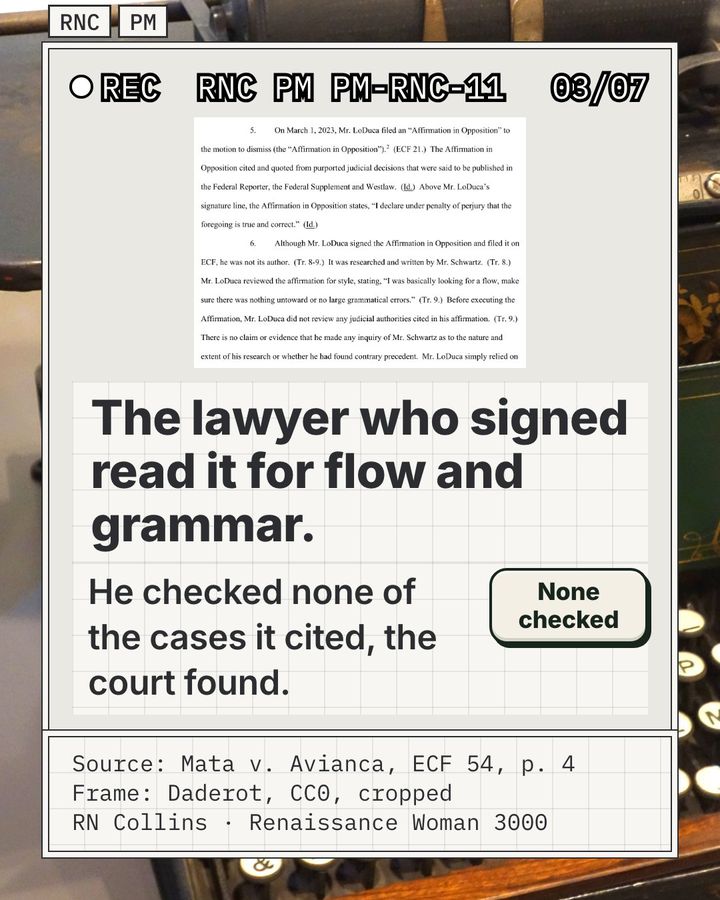 RNC PM
REC RNC PM PM-RNC-11 03/07
5. On March 1, 2023, Mr. LoDuca filed an “Affirmation in Opposition” to
the motion to dismiss (the “Affirmation in Opposition”).2 (ECF 21.) The Affirmation in
Opposition cited and quoted from purported judicial decisions that were said to be published in
the Federal Reporter, the Federal Supplement and Westlaw. (Id.) Above Mr. LoDuca’s
signature line, the Affirmation in Opposition states, “I declare under penalty of perjury that the
foregoing is true and correct.” (Id.)
6. Although Mr. LoDuca signed the Affirmation in Opposition and filed it on
ECF, he was not its author. (Tr. 8-9.) It was researched and written by Mr. Schwartz. (Tr. 8.)
Mr. LoDuca reviewed the affirmation for style, stating, “I was basically looking for a flow, make
sure there was nothing untoward or no large grammatical errors.” (Tr. 9.) Before executing the
Affirmation, Mr. LoDuca did not review any judicial authorities cited in his affirmation. (Tr. 9.)
There is no claim or evidence that he made any inquiry of Mr. Schwartz as to the nature and
extent of his research or whether he had found contrary precedent. Mr. LoDuca simply relied on
The lawyer who signed
read it for flow and
grammar.
He checked none of
the cases it cited, the
court found.
None
checked
Source: Mata v. Avianca, ECF 54, p. 4
Frame: Daderot, CC0, cropped
RN Collins · Renaissance Woman 3000
P
M
&